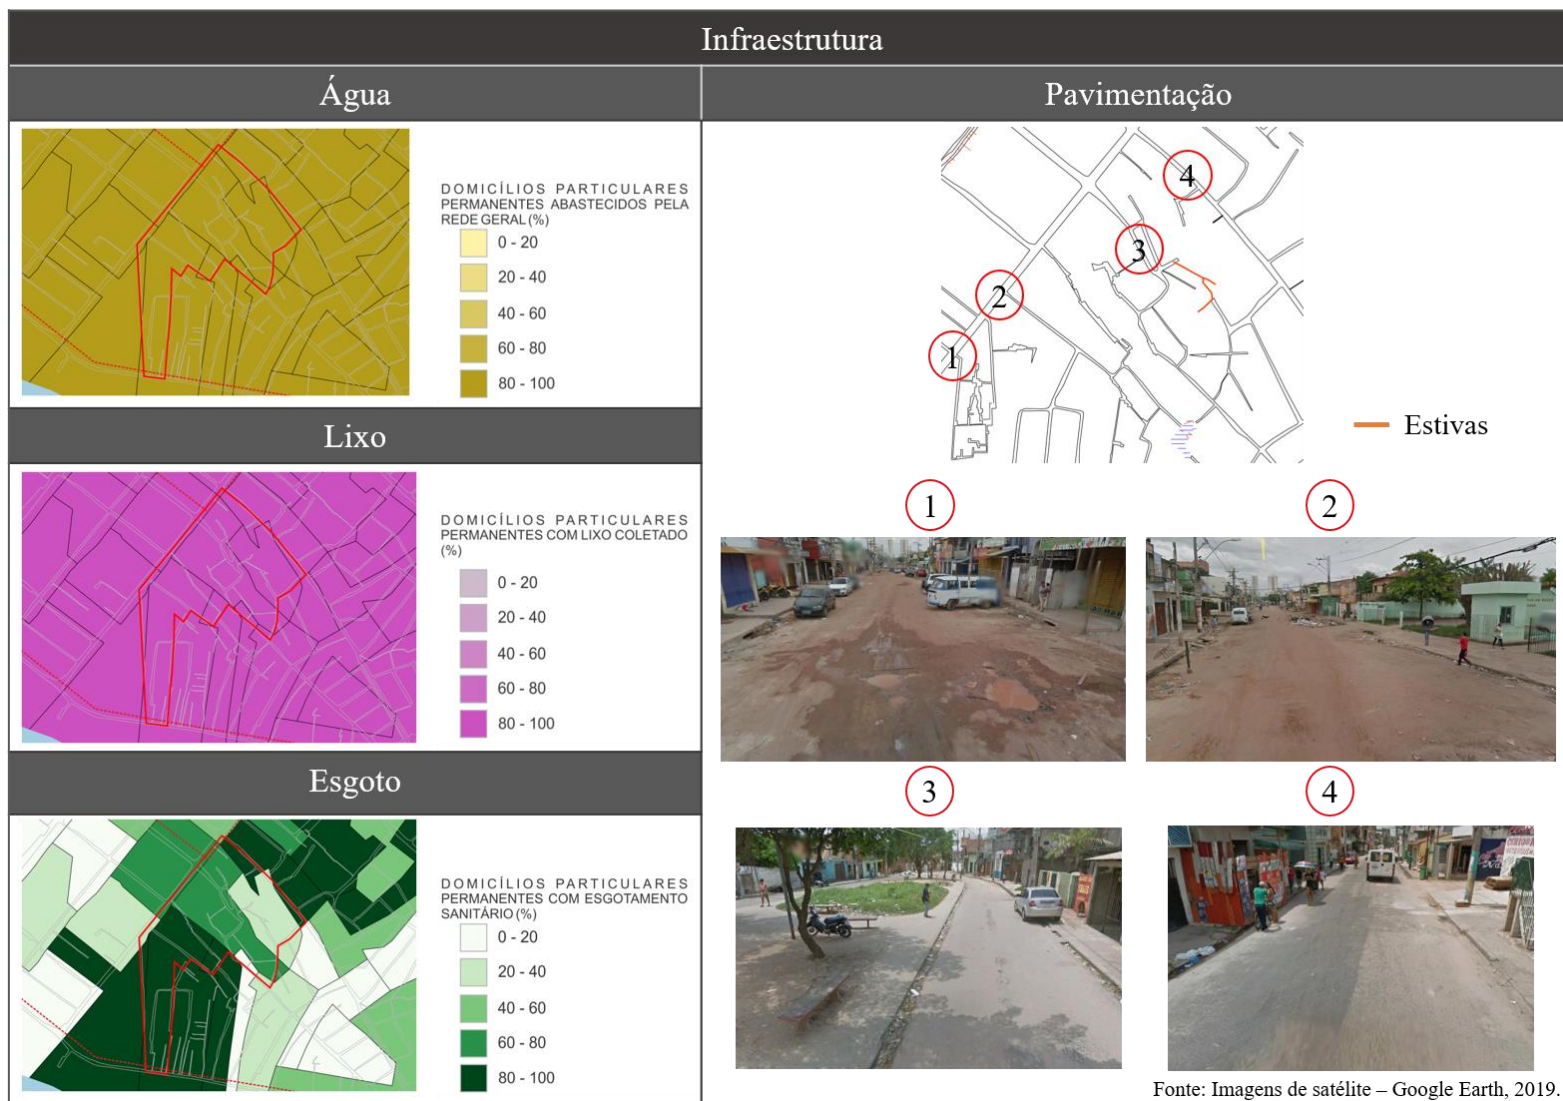 Infraestrutura
Água
DOMICÍLIOS PARTICULARES
PERMANENTES ABASTECIDOS PELA
REDE GERAL (%)
0 - 20
20 - 40
40 - 60
60 - 80
80 - 100
Lixo
DOMICÍLIOS PARTICULARES
PERMANENTES COM LIXO COLETADO
(%)
0 - 20
20 - 40
40 - 60
60 - 80
80 - 100
Esgoto
DOMICÍLIOS PARTICULARES
PERMANENTES COM ESGOTAMENTO
SANITÁRIO (%)
0 - 20
20 - 40
40 - 60
60 - 80
80 - 100
Pavimentação
4
3
2
1
Estivas
1
2
3
4
Fonte: Imagens de satélite – Google Earth, 2019.